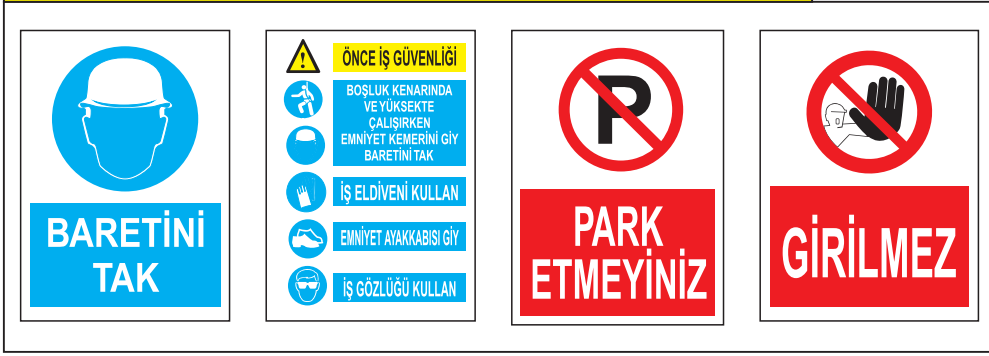 BARETİNİ
TAK
ÖNCE İŞ GÜVENLİĞİ
BOŞLUK KENARINDA
VE YÜKSEKTE
ÇALIŞIRKEN
EMNİYET KEMERİNİ GİY
BARETİNİ TAK
İŞ ELDİVENİ KULLAN
EMNİYET AYAKKABISI GİY
İŞ GÖZLÜĞÜ KULLAN
P
PARK
ETMEYİNİZ
GİRİLMEZ